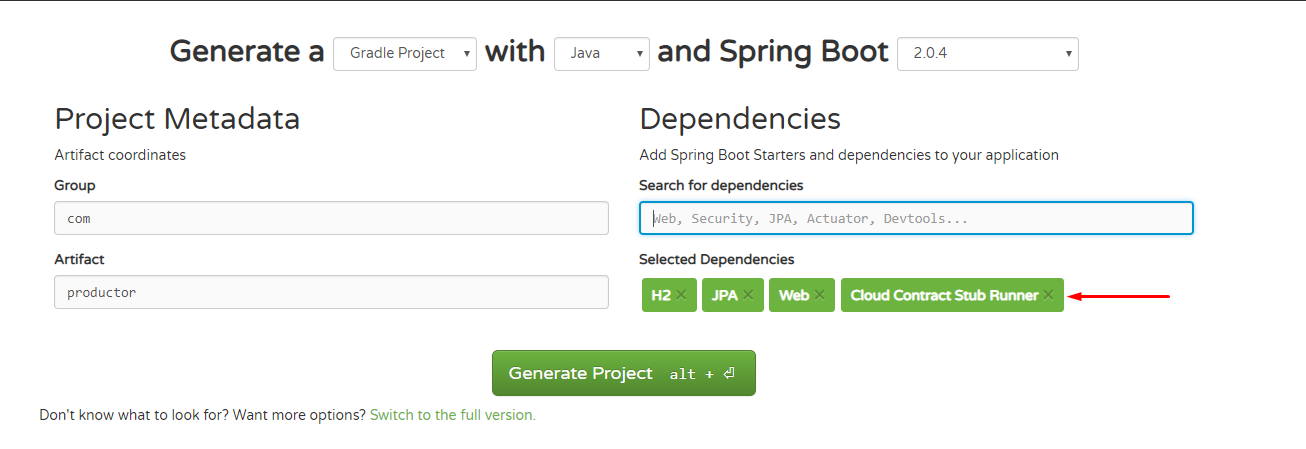 Generate a Gradle Project with Java and Spring Boot 2.0.4
Project Metadata
Artifact coordinates
Group
com
Artifact
productor
Dependencies
Add Spring Boot Starters and dependencies to your application
Search for dependencies
Web, Security, JPA, Actuator, Devtools...
Selected Dependencies
H2 × JPA × Web × Cloud Contract Stub Runner ×
Generate Project alt + ⏎
Don't know what to look for? Want more options? Switch to the full version.